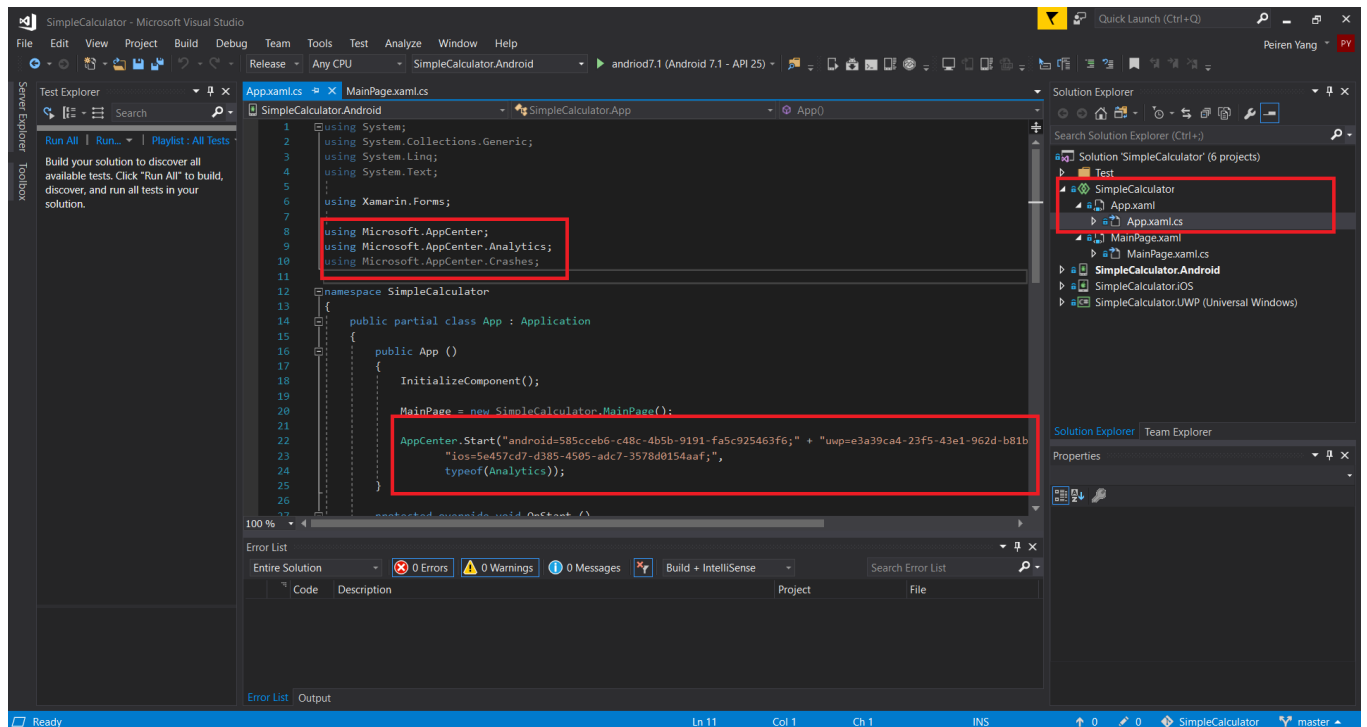 SimpleCalculator - Microsoft Visual Studio
Quick Launch (Ctrl+Q)
File Edit View Project Build Debug Team Tools Test Analyze Window Help
Peiren Yang PY
Release Any CPU SimpleCalculator.Android andriod7.1 (Android 7.1 - API 25)
Server Explorer
Toolbox
Test Explorer
Search
Run All | Run... Playlist : All Tests
Build your solution to discover all
available tests. Click "Run All" to build,
discover, and run all tests in your
solution.
App.xaml.cs MainPage.xaml.cs
SimpleCalculator.Android SimpleCalculator.App App()
1 using System;
2 using System.Collections.Generic;
3 using System.Linq;
4 using System.Text;
5
6 using Xamarin.Forms;
7
8 using Microsoft.AppCenter;
9 using Microsoft.AppCenter.Analytics;
10 using Microsoft.AppCenter.Crashes;
11
12 namespace SimpleCalculator
13 {
14 public partial class App : Application
15 {
16 public App ()
17 {
18 InitializeComponent();
19
20 MainPage = new SimpleCalculator.MainPage();
21
22 AppCenter.Start("android=585cceb6-c48c-4b5b-9191-fa5c925463f6;" + "uwp=e3a39ca4-23f5-43e1-962d-b81b
23 "ios=5e457cd7-d385-4505-adc7-3578d0154aaf;",
24 typeof(Analytics));
25 }
26
27 protected override void OnStart ()
100 %
Error List
Entire Solution 0 Errors 0 Warnings 0 Messages Build + IntelliSense Search Error List
Code Description Project File
Error List Output
Solution Explorer
Search Solution Explorer (Ctrl+;)
Solution 'SimpleCalculator' (6 projects)
Test
SimpleCalculator
App.xaml
App.xaml.cs
MainPage.xaml
MainPage.xaml.cs
SimpleCalculator.Android
SimpleCalculator.iOS
SimpleCalculator.UWP (Universal Windows)
Solution Explorer Team Explorer
Properties
Ready Ln 11 Col 1 Ch 1 INS 0 0 SimpleCalculator master